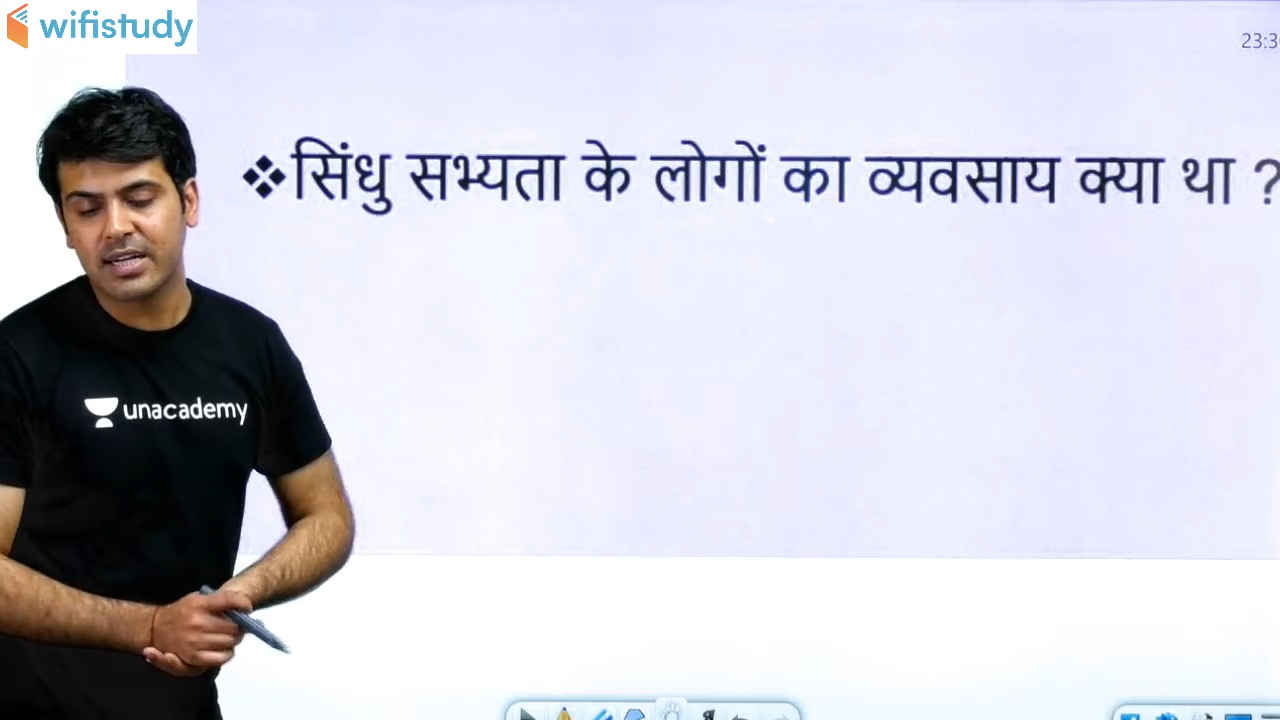 wifistudy
23:3
❖सिंधु सभ्यता के लोगों का व्यवसाय क्या था ?
unacademy